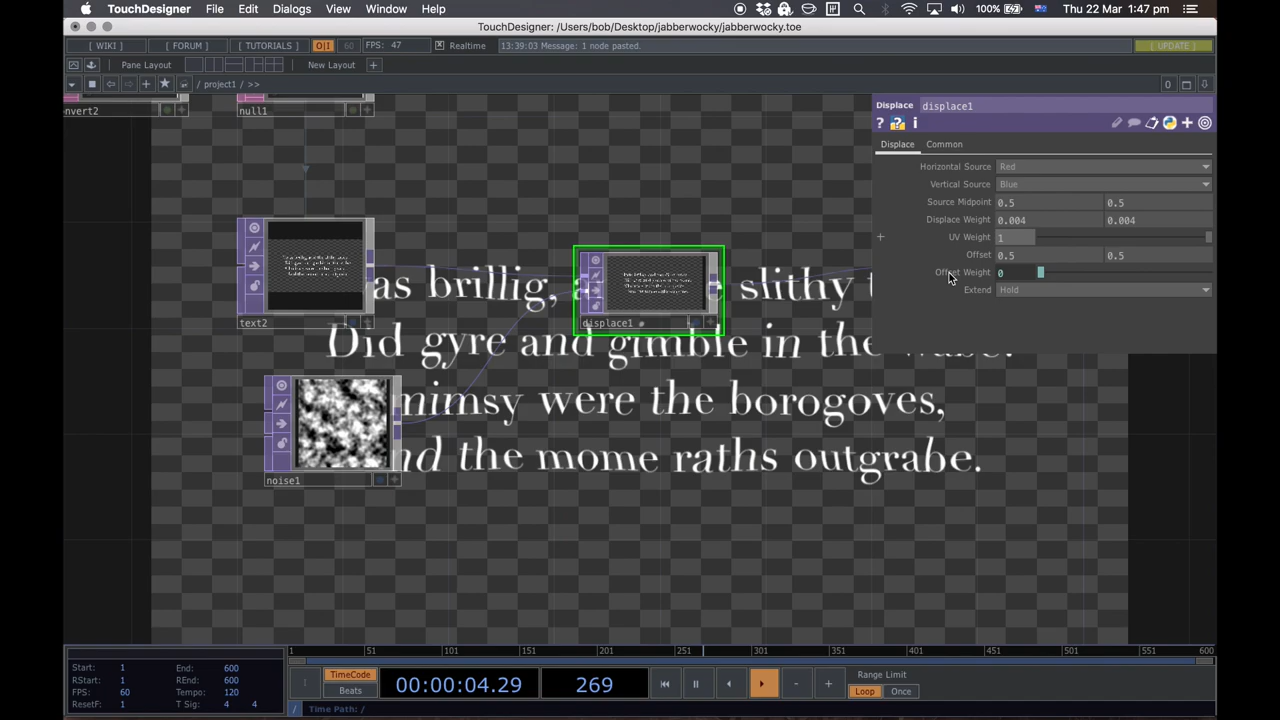 TouchDesigner File Edit Dialogs View Window Help 100% Thu 22 Mar 1:47 pm
TouchDesigner: /Users/bob/Desktop/jabberwocky/jabberwocky.toe
[ WIKI ] [ FORUM ] [ TUTORIALS ] O|I 60 FPS: 47 Realtime 13:39:03 Message: 1 node pasted. [ UPDATE ]
Pane Layout New Layout +
/ project1 / >> 0
onvert2 null1
Displace displace1
Displace Common
Horizontal Source Red
Vertical Source Blue
Source Midpoint 0.5 0.5
Displace Weight 0.004 0.004
UV Weight 1
Offset 0.5 0.5
Offset Weight 0
Extend Hold
as brillig, slithy
text2 displace1
Did gyre and gimble in the
mimsy were the borogoves,
nd the mome raths outgrabe.
noise1
1 51 101 151 201 251 351 401 451 501 551 600
Start: 1 End: 600
RStart: 1 REnd: 600
FPS: 60 Tempo: 120
ResetF: 1 T Sig: 4 4
TimeCode
Beats
00:00:04.29 269
Range Limit
Loop Once
/ Time Path: /